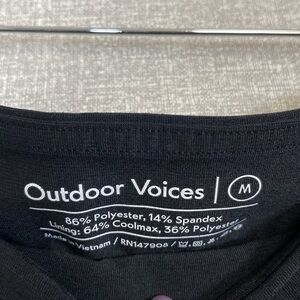 Outdoor Voices | M
86% Polyester, 14% Spandex
Lining: 64% Coolmax, 36% Polyester
Made in Vietnam / RN147908 /